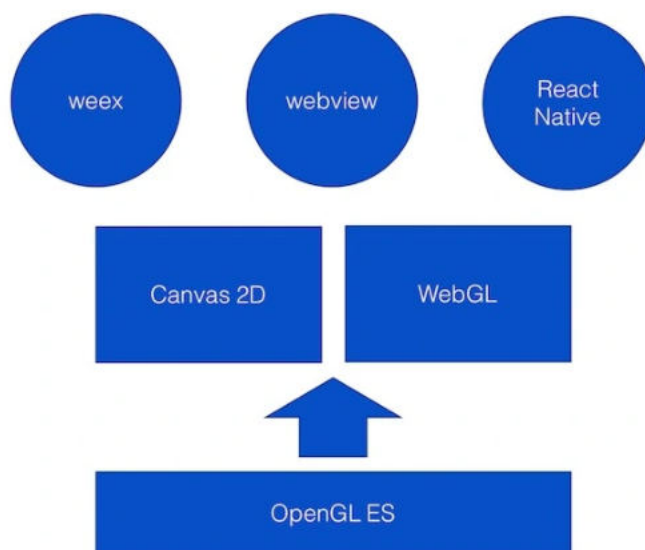 weex
webview
React
Native
Canvas 2D
WebGL
OpenGL ES